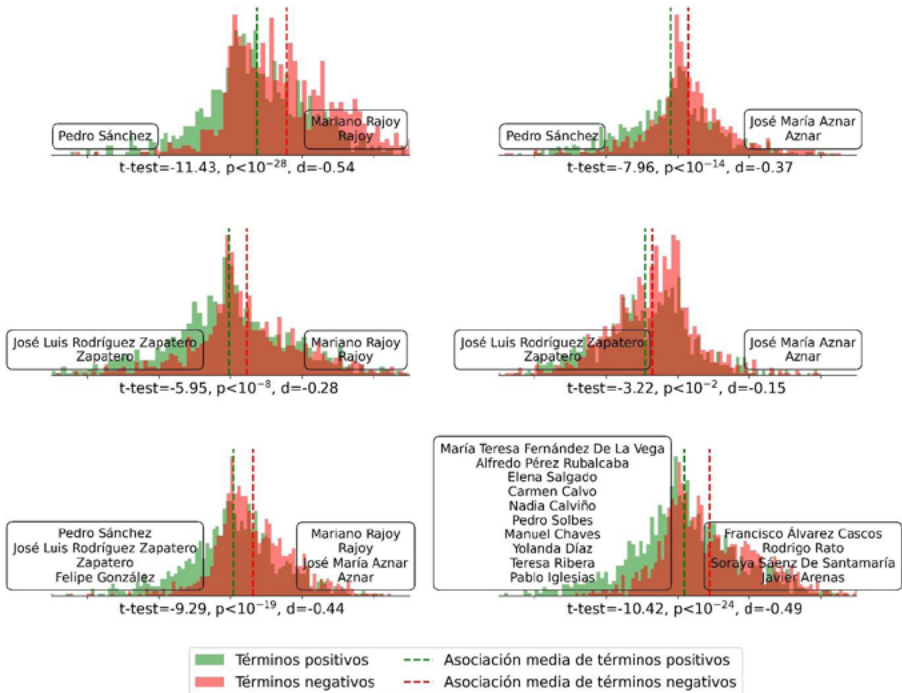 Pedro Sánchez
Mariano Rajoy
Rajoy
t-test=-11.43, p<10⁻²⁸, d=-0.54
Pedro Sánchez
José María Aznar
Aznar
t-test=-7.96, p<10⁻¹⁴, d=-0.37
José Luis Rodríguez Zapatero
Zapatero
Mariano Rajoy
Rajoy
t-test=-5.95, p<10⁻⁸, d=-0.28
José Luis Rodríguez Zapatero
Zapatero
José María Aznar
Aznar
t-test=-3.22, p<10⁻², d=-0.15
Pedro Sánchez
José Luis Rodríguez Zapatero
Zapatero
Felipe González
Mariano Rajoy
Rajoy
José María Aznar
Aznar
t-test=-9.29, p<10⁻¹⁹, d=-0.44
María Teresa Fernández De La Vega
Alfredo Pérez Rubalcaba
Elena Salgado
Carmen Calvo
Nadia Calviño
Pedro Solbes
Manuel Chaves
Yolanda Díaz
Teresa Ribera
Pablo Iglesias
Francisco Álvarez Cascos
Rodrigo Rato
Soraya Sáenz De Santamaría
Javier Arenas
t-test=-10.42, p<10⁻²⁴, d=-0.49
Términos positivos
Términos negativos
Asociación media de términos positivos
Asociación media de términos negativos